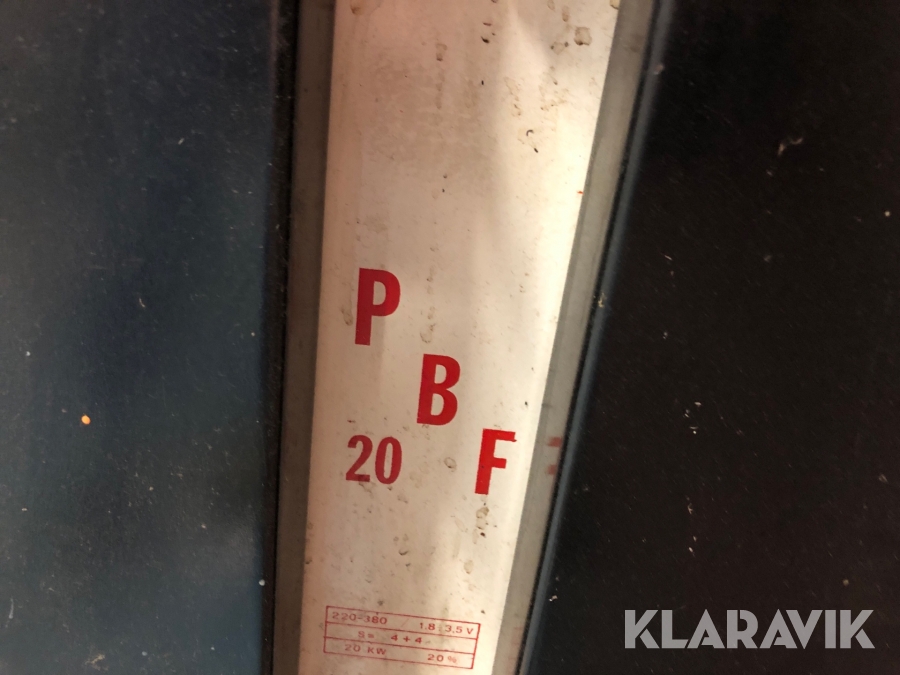 P
B
20 F
220-380 1.8-3,5 V
S= 4+4
20 KW 20%
KLARAVIK